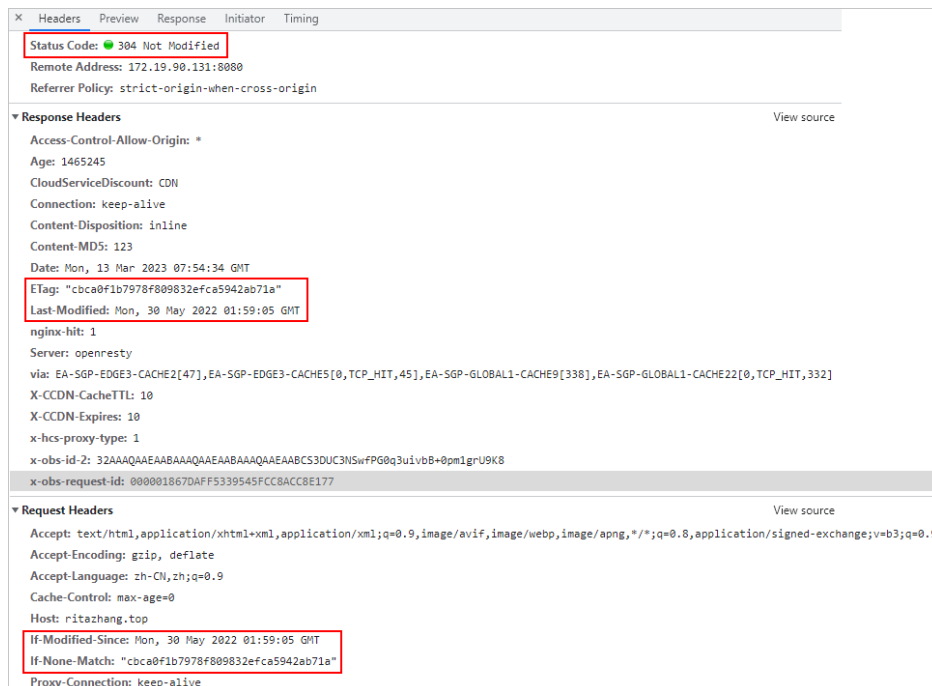 × Headers Preview Response Initiator Timing
Status Code: 304 Not Modified
Remote Address: 172.19.90.131:8080
Referrer Policy: strict-origin-when-cross-origin
▼ Response Headers View source
Access-Control-Allow-Origin: *
Age: 1465245
CloudServiceDiscount: CDN
Connection: keep-alive
Content-Disposition: inline
Content-MD5: 123
Date: Mon, 13 Mar 2023 07:54:34 GMT
ETag: "cbca0f1b7978f809832efca5942ab71a"
Last-Modified: Mon, 30 May 2022 01:59:05 GMT
nginx-hit: 1
Server: openresty
via: EA-SGP-EDGE3-CACHE2[47],EA-SGP-EDGE3-CACHE5[0,TCP_HIT,45],EA-SGP-GLOBAL1-CACHE9[338],EA-SGP-GLOBAL1-CACHE22[0,TCP_HIT,332]
X-CCDN-CacheTTL: 10
X-CCDN-Expires: 10
x-hcs-proxy-type: 1
x-obs-id-2: 32AAAQAAEAABAAAQAAEAABAAAQAAEAABCS3DUC3NSwfPG0q3uivbB+0pm1grU9K8
x-obs-request-id: 000001867DAFF5339545FCC8ACC8E177
▼ Request Headers View source
Accept: text/html,application/xhtml+xml,application/xml;q=0.9,image/avif,image/webp,image/apng,*/*;q=0.8,application/signed-exchange;v=b3;q=0.9
Accept-Encoding: gzip, deflate
Accept-Language: zh-CN,zh;q=0.9
Cache-Control: max-age=0
Host: ritazhang.top
If-Modified-Since: Mon, 30 May 2022 01:59:05 GMT
If-None-Match: "cbca0f1b7978f809832efca5942ab71a"
Proxy-Connection: keep-alive